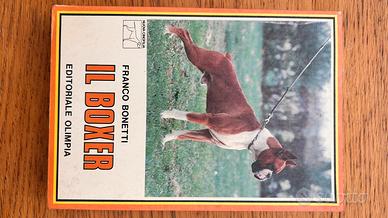 FRANCO BONETTI
IL BOXER
EDITORIALE OLIMPIA